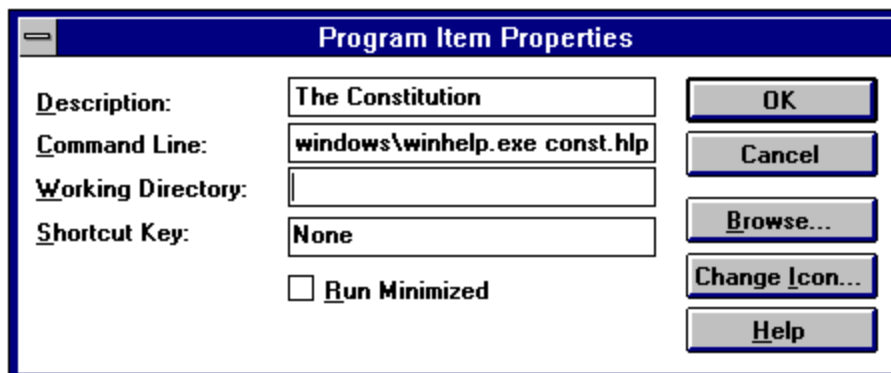 Program Item Properties
Description: The Constitution
Command Line: windows\winhelp.exe const.hlp
Working Directory:
Shortcut Key: None
Run Minimized
OK
Cancel
Browse...
Change Icon...
Help